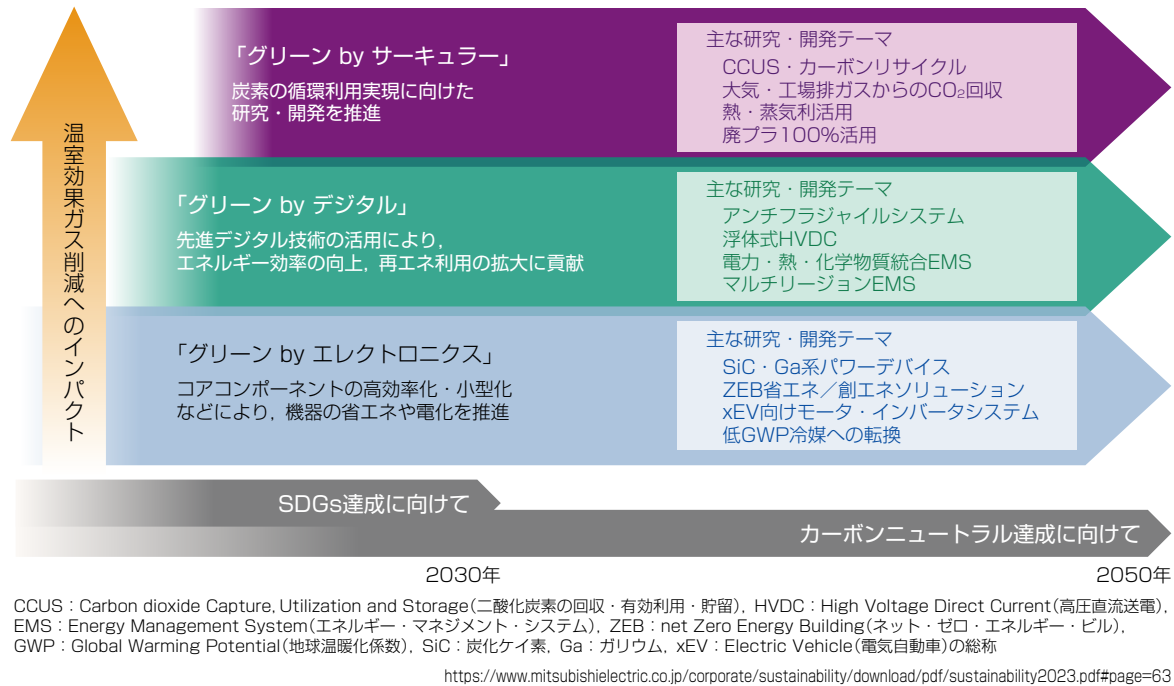 温室効果ガス削減へのインパクト
「グリーン by サーキュラー」
炭素の循環利用実現に向けた
研究・開発を推進
主な研究・開発テーマ
CCUS・カーボンリサイクル
大気・工場排ガスからのCO₂回収
熱・蒸気利活用
廃プラ100%活用
「グリーン by デジタル」
先進デジタル技術の活用により,
エネルギー効率の向上, 再エネ利用の拡大に貢献
主な研究・開発テーマ
アンチフラジャイルシステム
浮体式HVDC
電力・熱・化学物質統合EMS
マルチリージョンEMS
「グリーン by エレクトロニクス」
コアコンポーネントの高効率化・小型化
などにより, 機器の省エネや電化を推進
主な研究・開発テーマ
SiC・Ga系パワーデバイス
ZEB省エネ／創エネソリューション
xEV向けモータ・インバータシステム
低GWP冷媒への転換
SDGs達成に向けて
カーボンニュートラル達成に向けて
2030年
2050年
CCUS：Carbon dioxide Capture, Utilization and Storage(二酸化炭素の回収・有効利用・貯留), HVDC：High Voltage Direct Current(高圧直流送電),
EMS：Energy Management System(エネルギー・マネジメント・システム), ZEB：net Zero Energy Building(ネット・ゼロ・エネルギー・ビル),
GWP：Global Warming Potential(地球温暖化係数), SiC：炭化ケイ素, Ga：ガリウム, xEV：Electric Vehicle(電気自動車)の総称
https://www.mitsubishielectric.co.jp/corporate/sustainability/download/pdf/sustainability2023.pdf#page=63